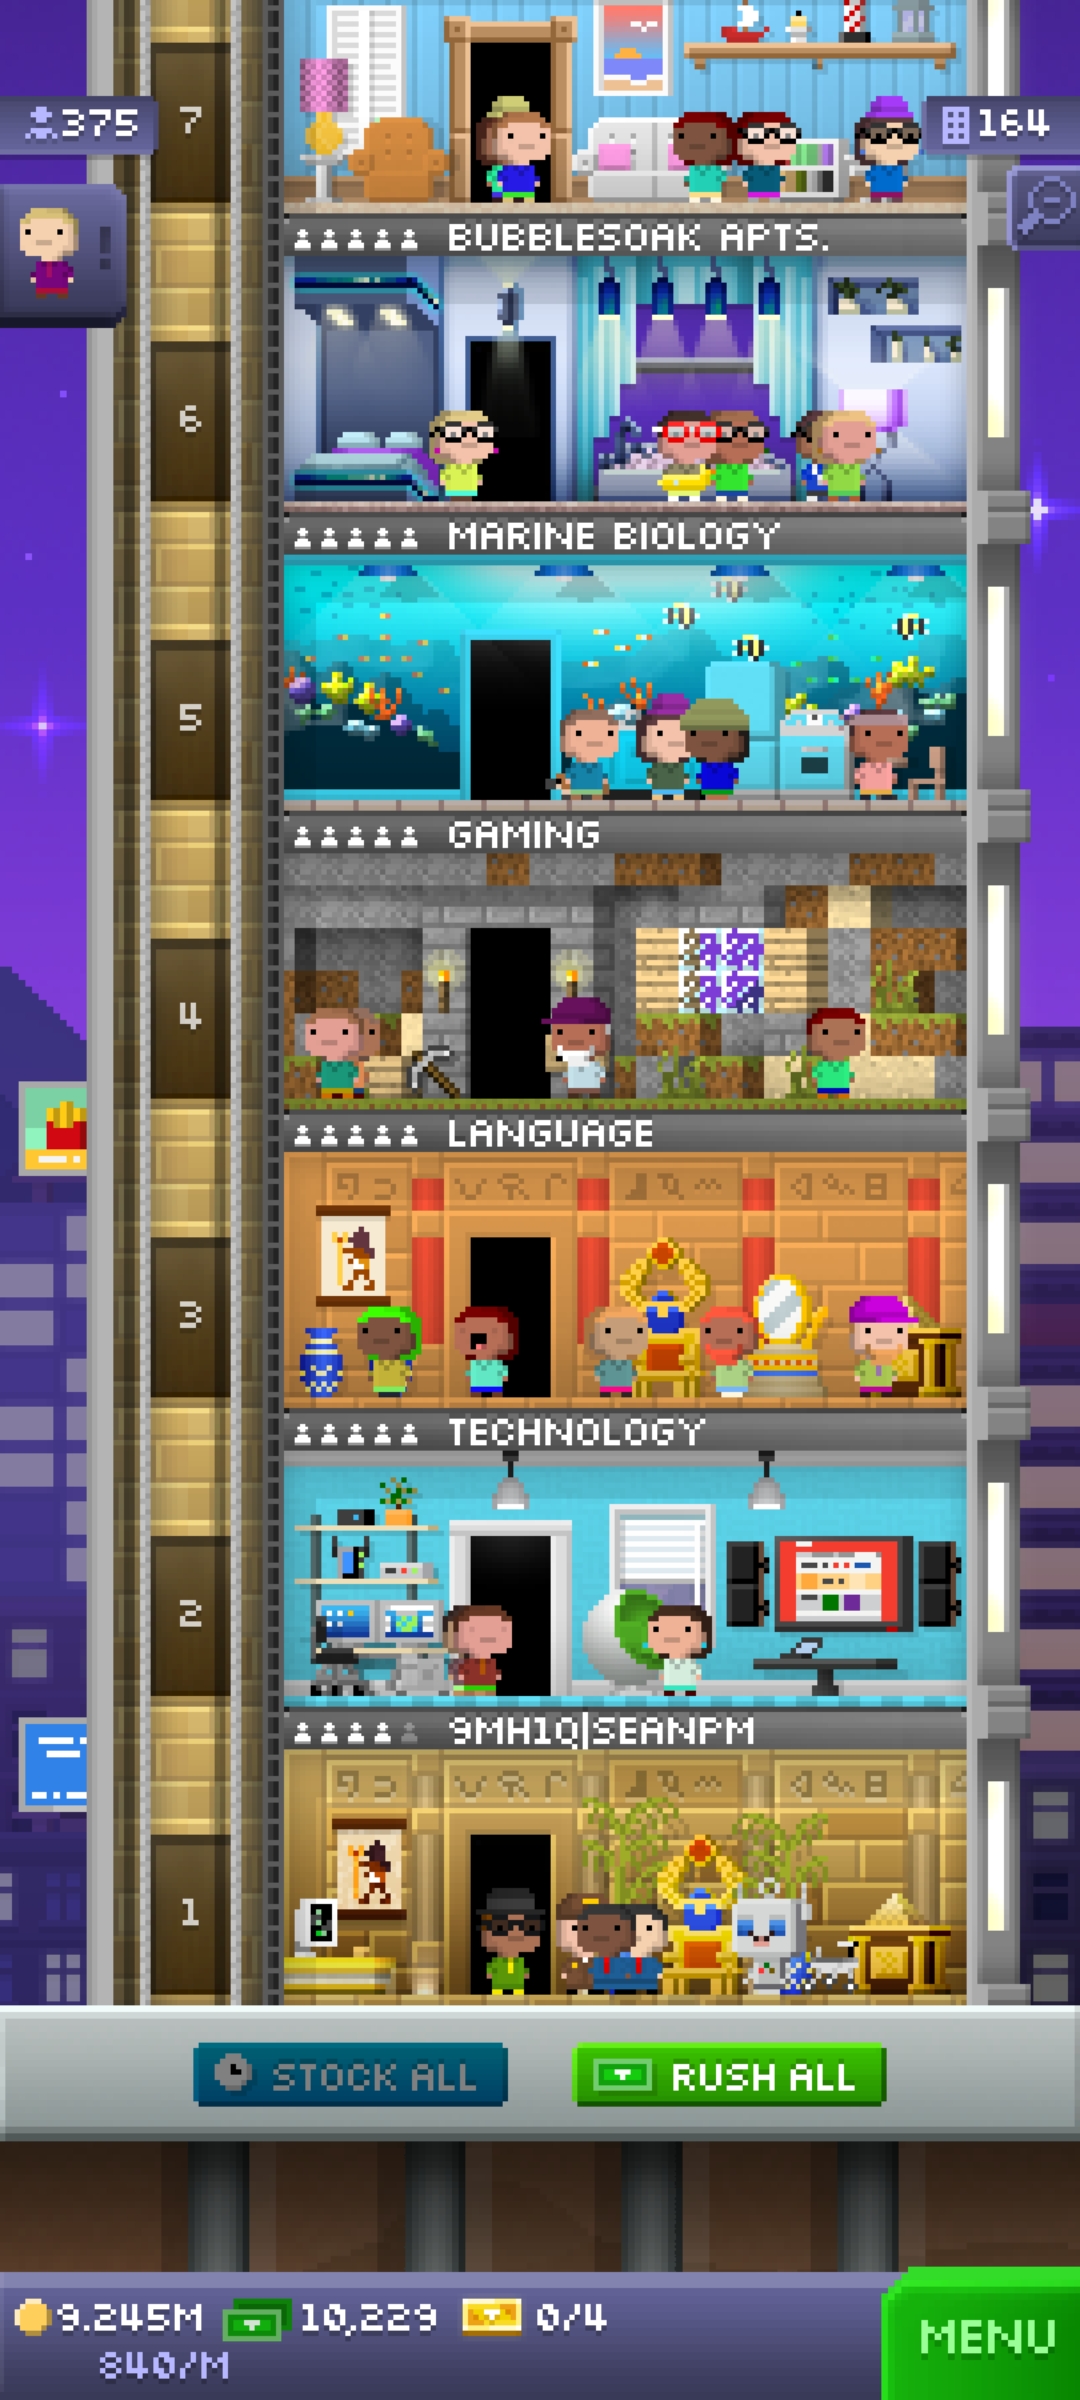 7
375
164
BUBBLESOAK APTS.
!
6
MARINE BIOLOGY
5
GAMING
4
LANGUAGE
3
TECHNOLOGY
2
9MH1Q|SEANPM
1
STOCK ALL
RUSH ALL
9.245M 10,229 0/4
840/M
MENU